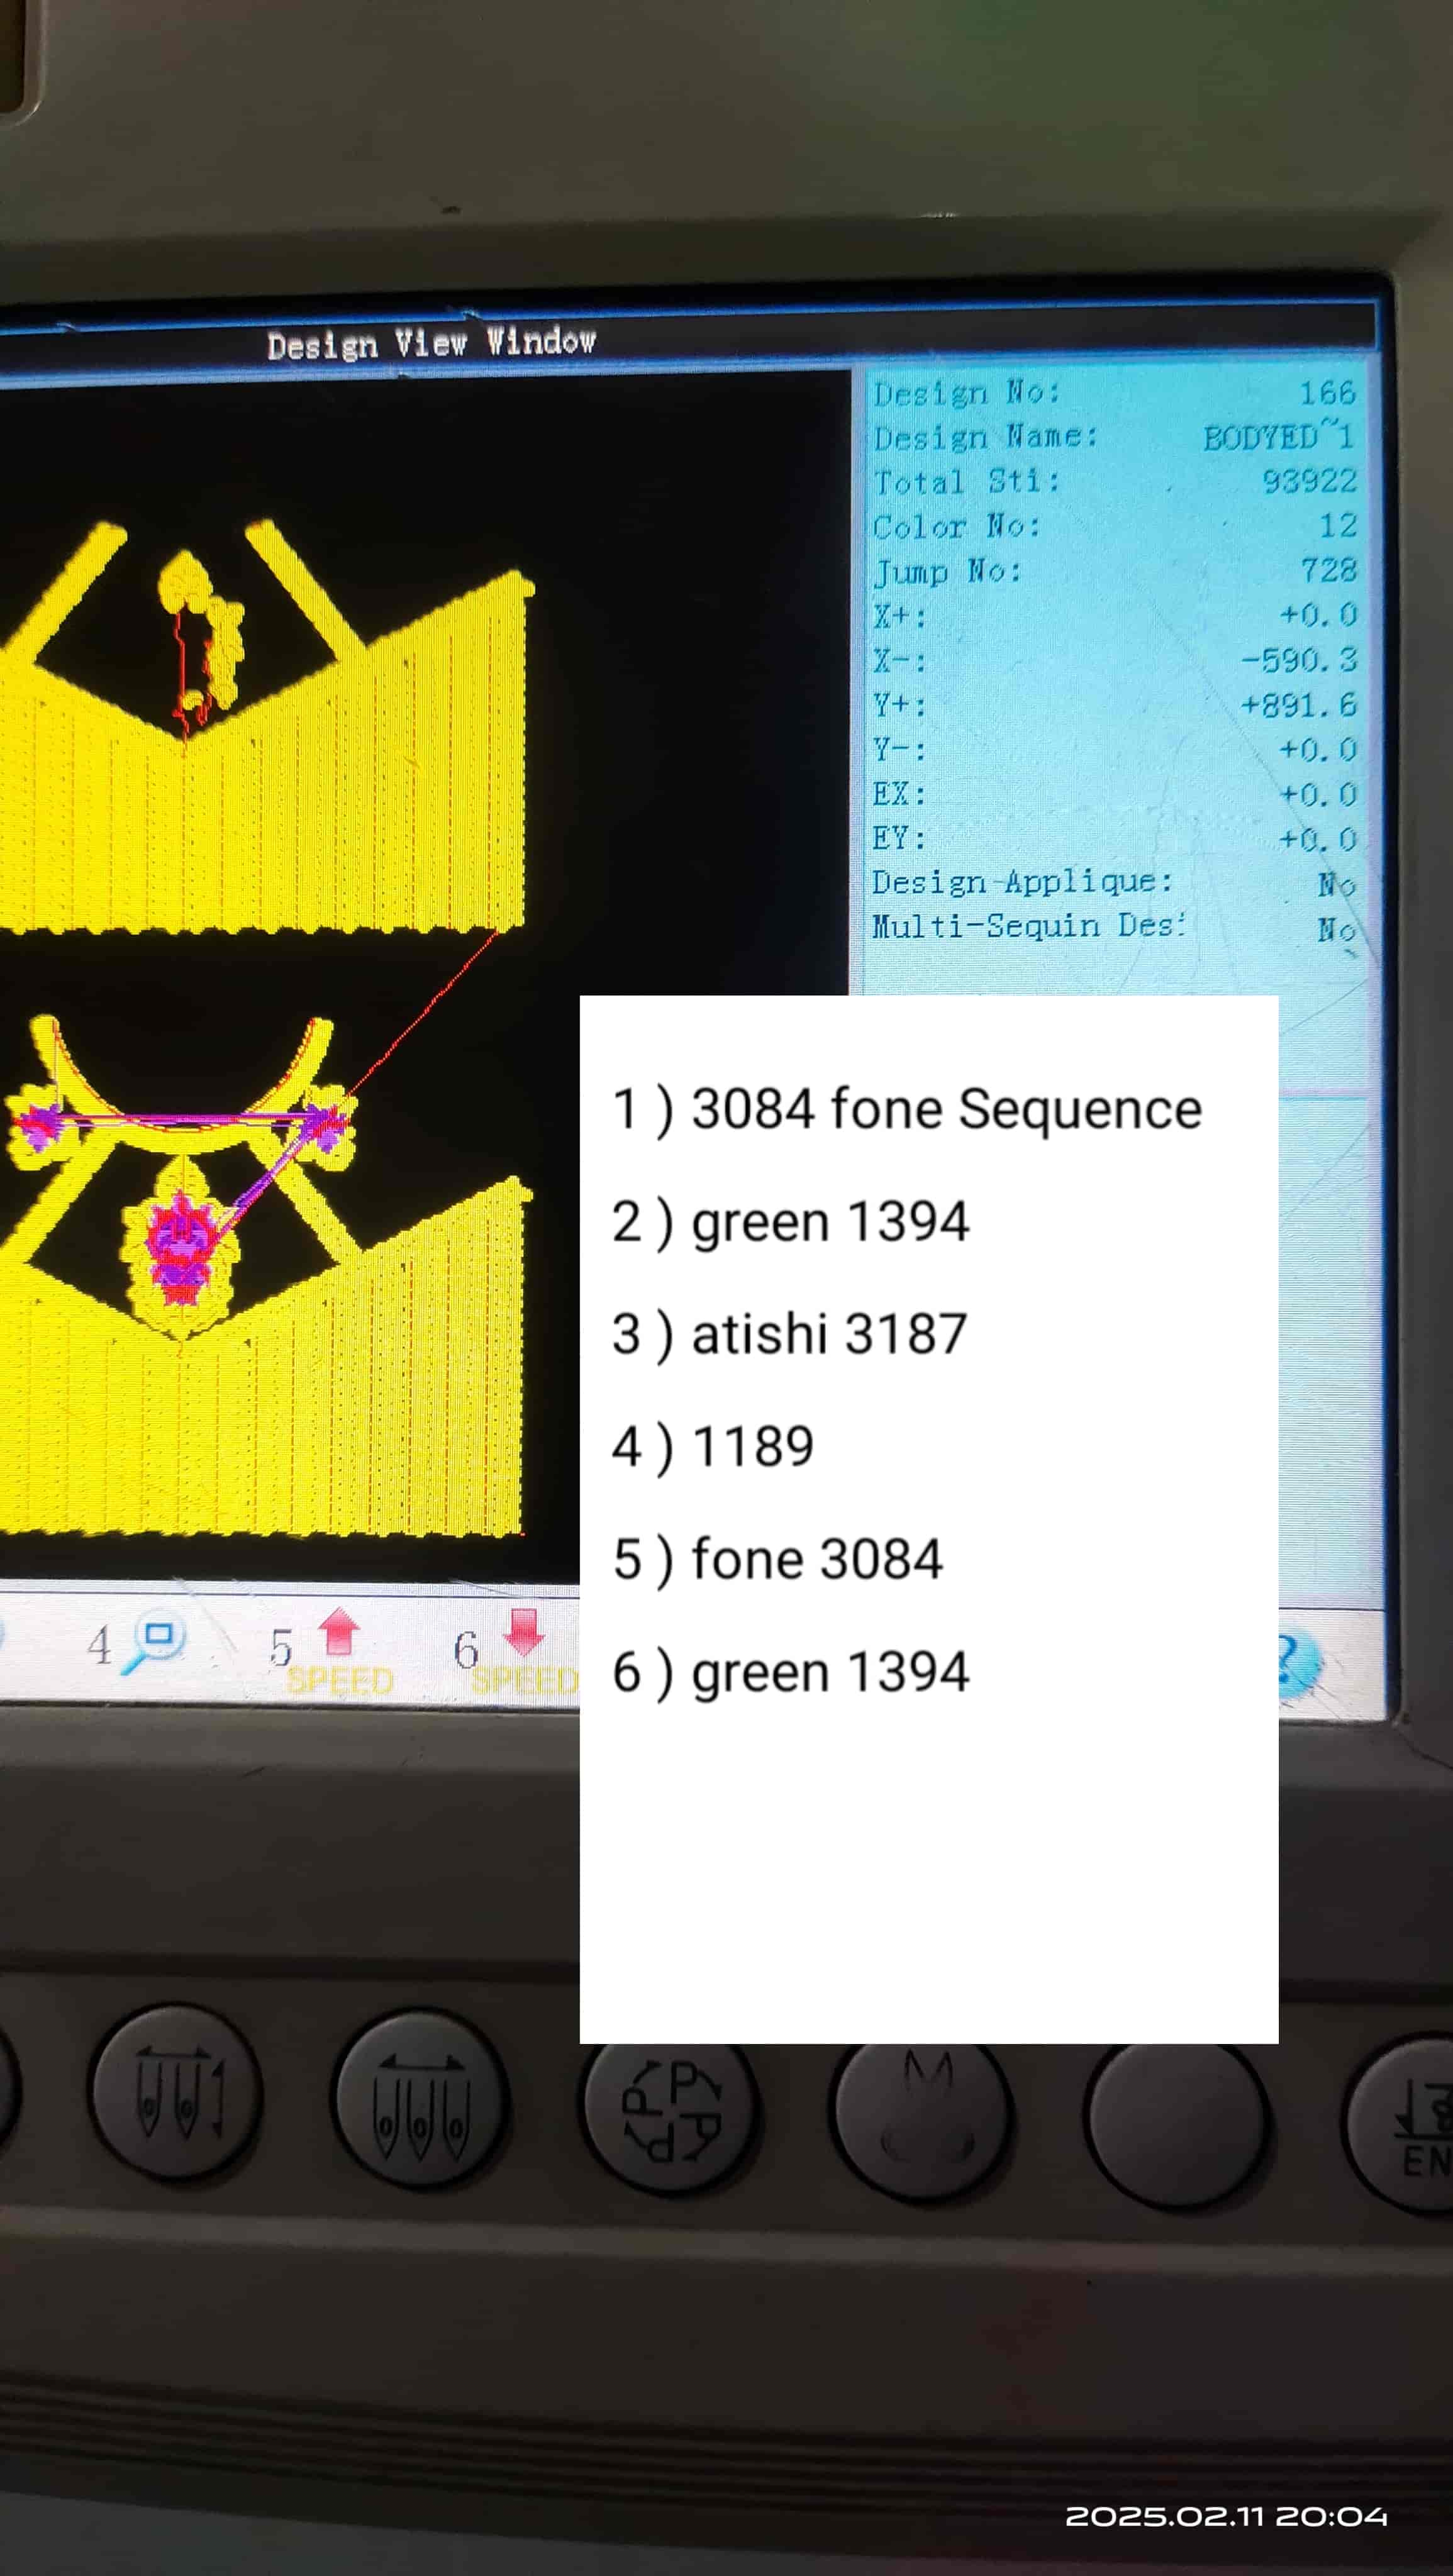 Design View Window
Design No: 166
Design Name: BODYED~1
Total Sti: 93922
Color No: 12
Jump No: 728
X+: +0.0
X-: -590.3
Y+: +891.6
Y-: +0.0
EX: +0.0
EY: +0.0
Design-Applique: No
Multi-Sequin Des: No
1 ) 3084 fone Sequence
2 ) green 1394
3 ) atishi 3187
4 ) 1189
5 ) fone 3084
6 ) green 1394
4 5 SPEED 6 SPEED ?
P P P P M
EN
2025.02.11 20:04